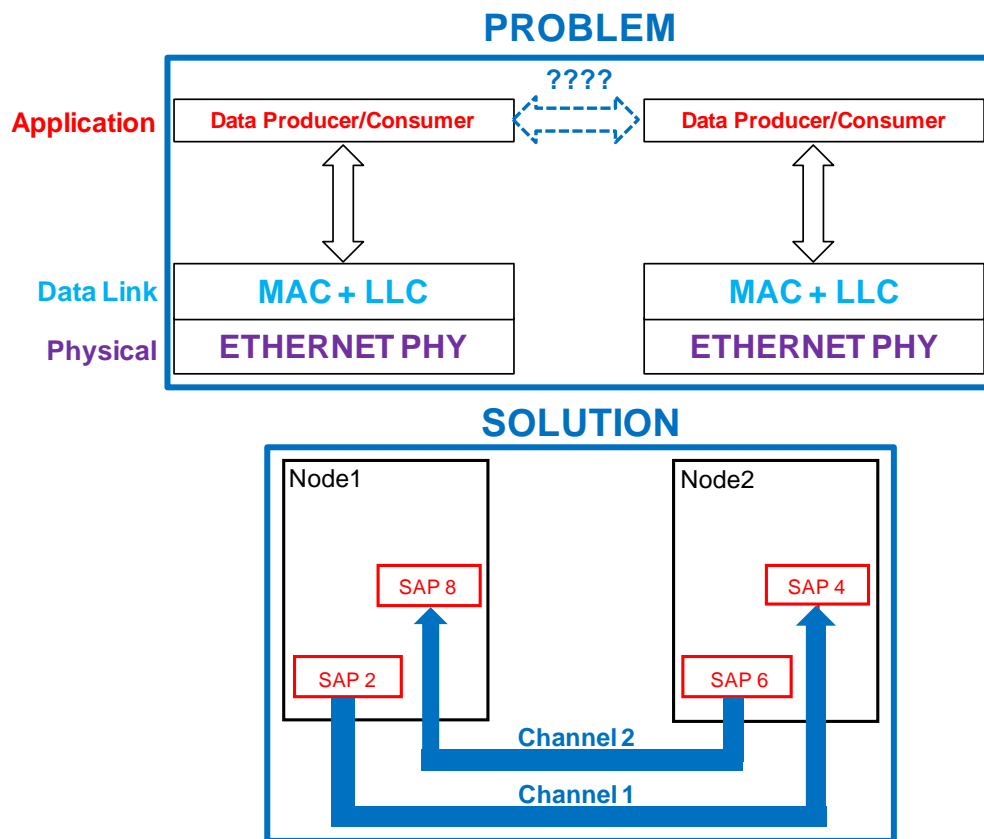 PROBLEM
????
Application
Data Producer/Consumer
Data Producer/Consumer
Data Link
MAC + LLC
MAC + LLC
Physical
ETHERNET PHY
ETHERNET PHY
SOLUTION
Node1
Node2
SAP 8
SAP 4
SAP 2
SAP 6
Channel 2
Channel 1